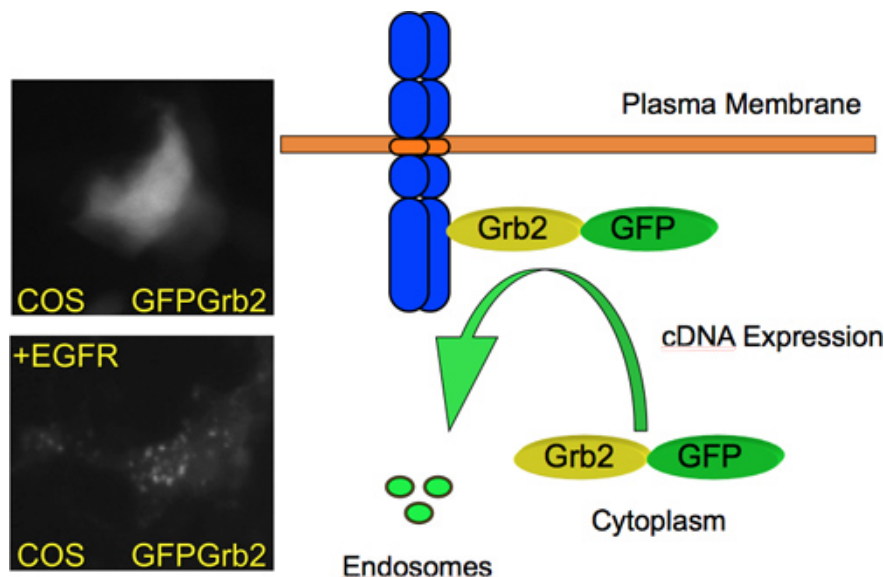 COS GFPGrb2
+EGFR
COS GFPGrb2
Plasma Membrane
Grb2 GFP
cDNA Expression
Grb2 GFP
Cytoplasm
Endosomes